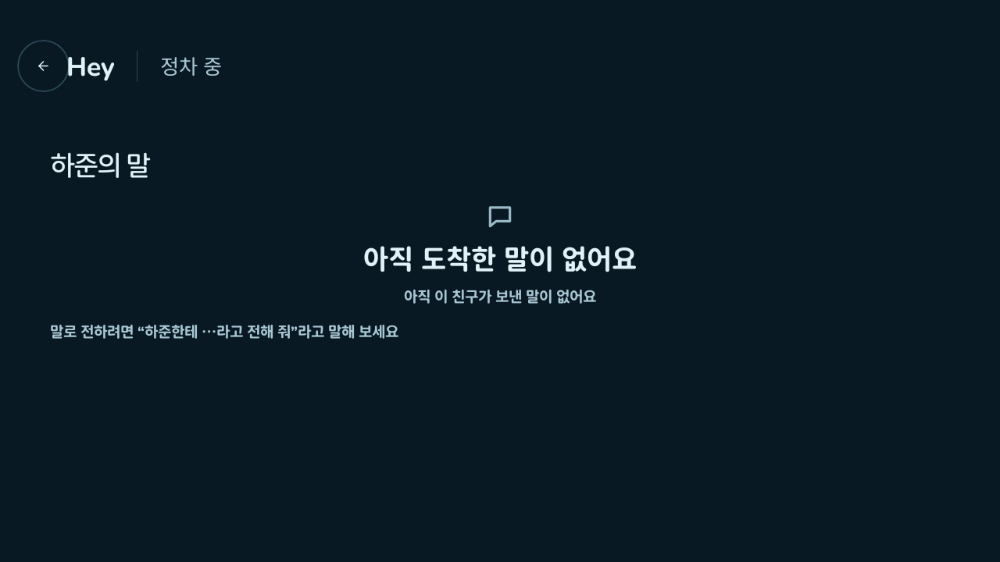 Hey
정차 중
하준의 말
아직 도착한 말이 없어요
아직 이 친구가 보낸 말이 없어요
말로 전하려면 “하준한테 …라고 전해 줘”라고 말해 보세요